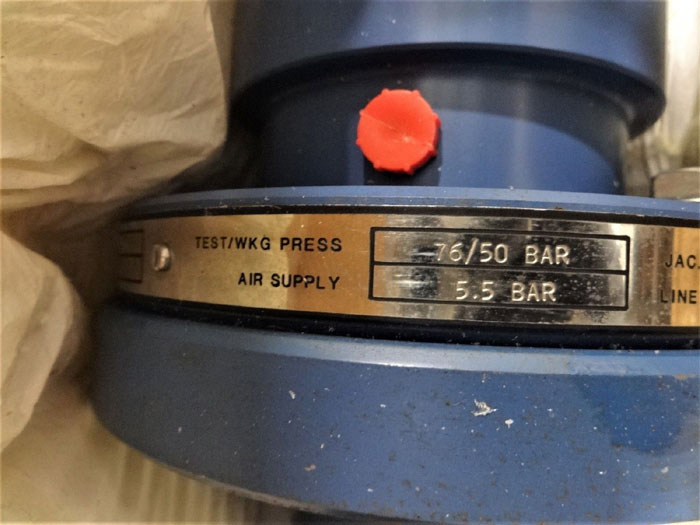 TEST/WKG PRESS 76/50 BAR JAC.
AIR SUPPLY 5.5 BAR LINE